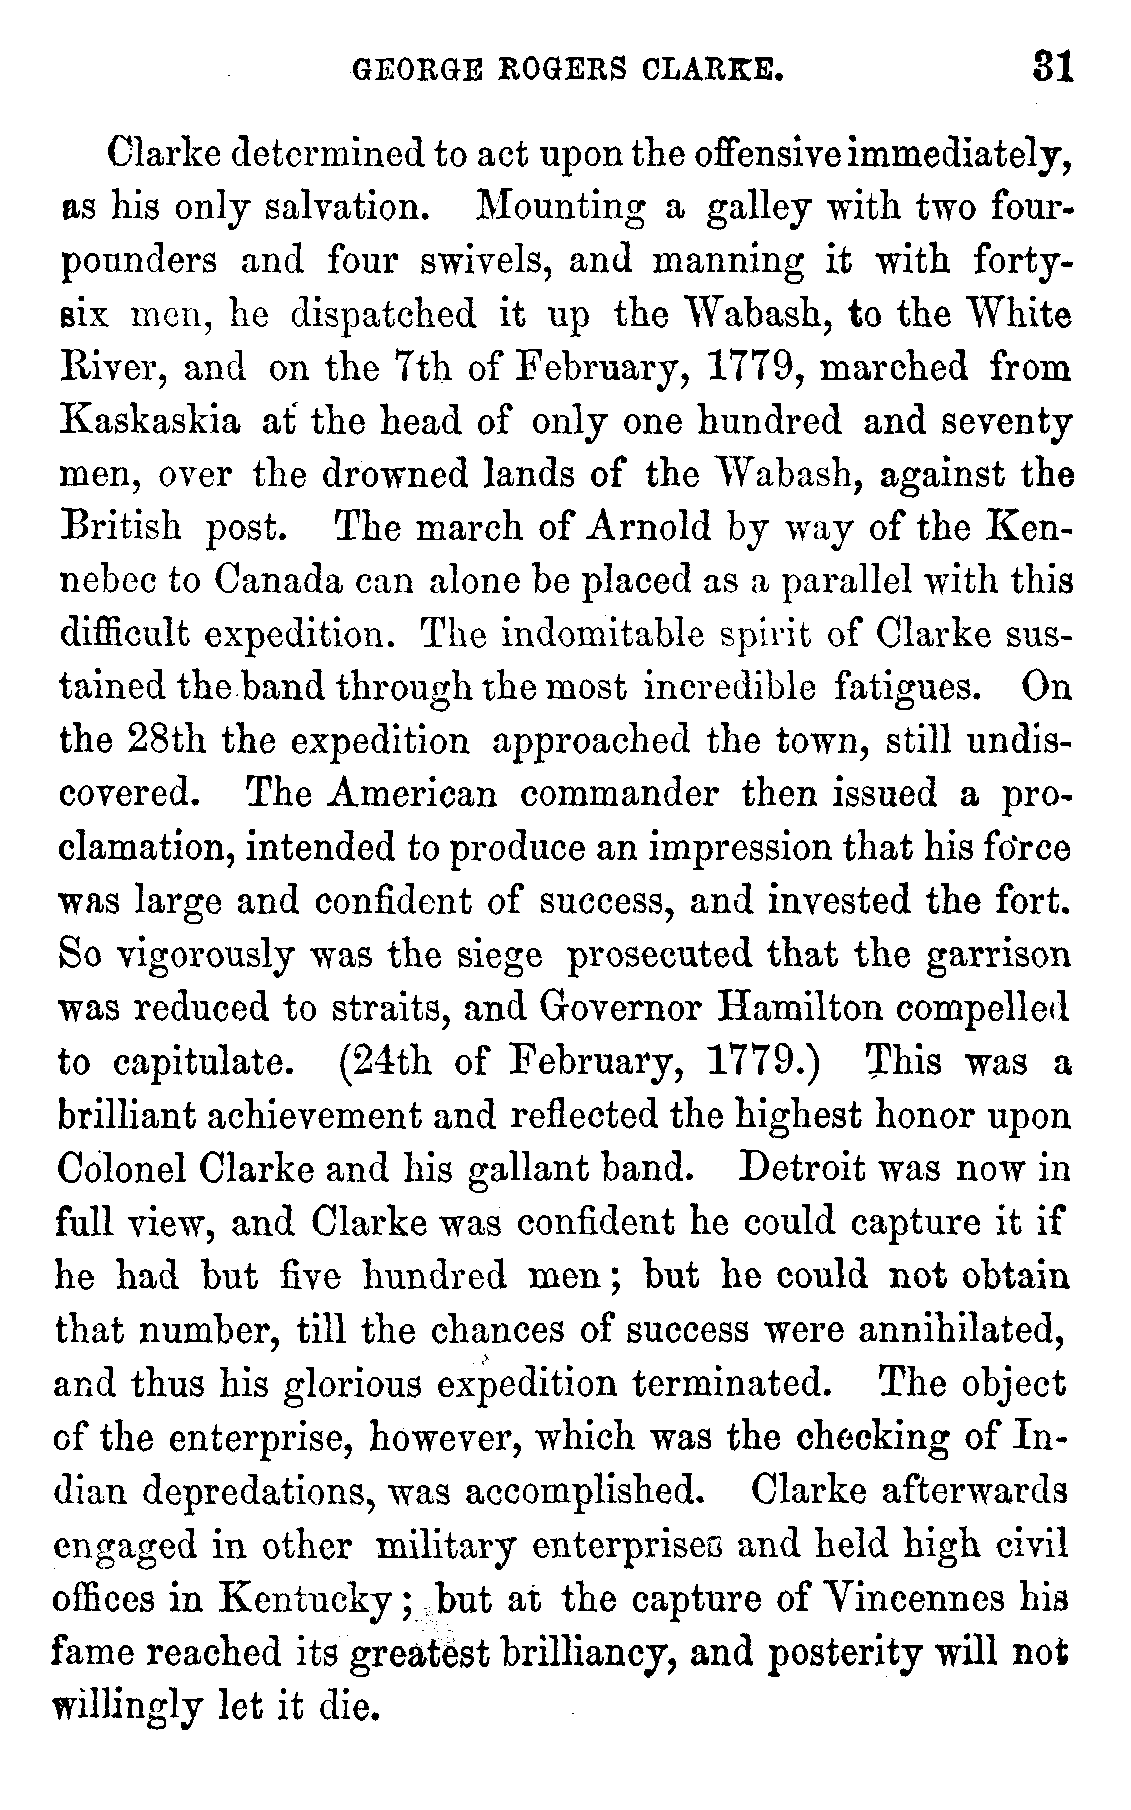 GEORGE ROGERS CLARKE. 31
Clarke determined to act upon the offensive immediately,
as his only salvation. Mounting a galley with two four-
pounders and four swivels, and manning it with forty-
six men, he dispatched it up the Wabash, to the White
River, and on the 7th of February, 1779, marched from
Kaskaskia at the head of only one hundred and seventy
men, over the drowned lands of the Wabash, against the
British post. The march of Arnold by way of the Ken-
nebec to Canada can alone be placed as a parallel with this
difficult expedition. The indomitable spirit of Clarke sus-
tained the band through the most incredible fatigues. On
the 28th the expedition approached the town, still undis-
covered. The American commander then issued a pro-
clamation, intended to produce an impression that his force
was large and confident of success, and invested the fort.
So vigorously was the siege prosecuted that the garrison
was reduced to straits, and Governor Hamilton compelled
to capitulate. (24th of February, 1779.) This was a
brilliant achievement and reflected the highest honor upon
Colonel Clarke and his gallant band. Detroit was now in
full view, and Clarke was confident he could capture it if
he had but five hundred men; but he could not obtain
that number, till the chances of success were annihilated,
and thus his glorious expedition terminated. The object
of the enterprise, however, which was the checking of In-
dian depredations, was accomplished. Clarke afterwards
engaged in other military enterprises and held high civil
offices in Kentucky; but at the capture of Vincennes his
fame reached its greatest brilliancy, and posterity will not
willingly let it die.